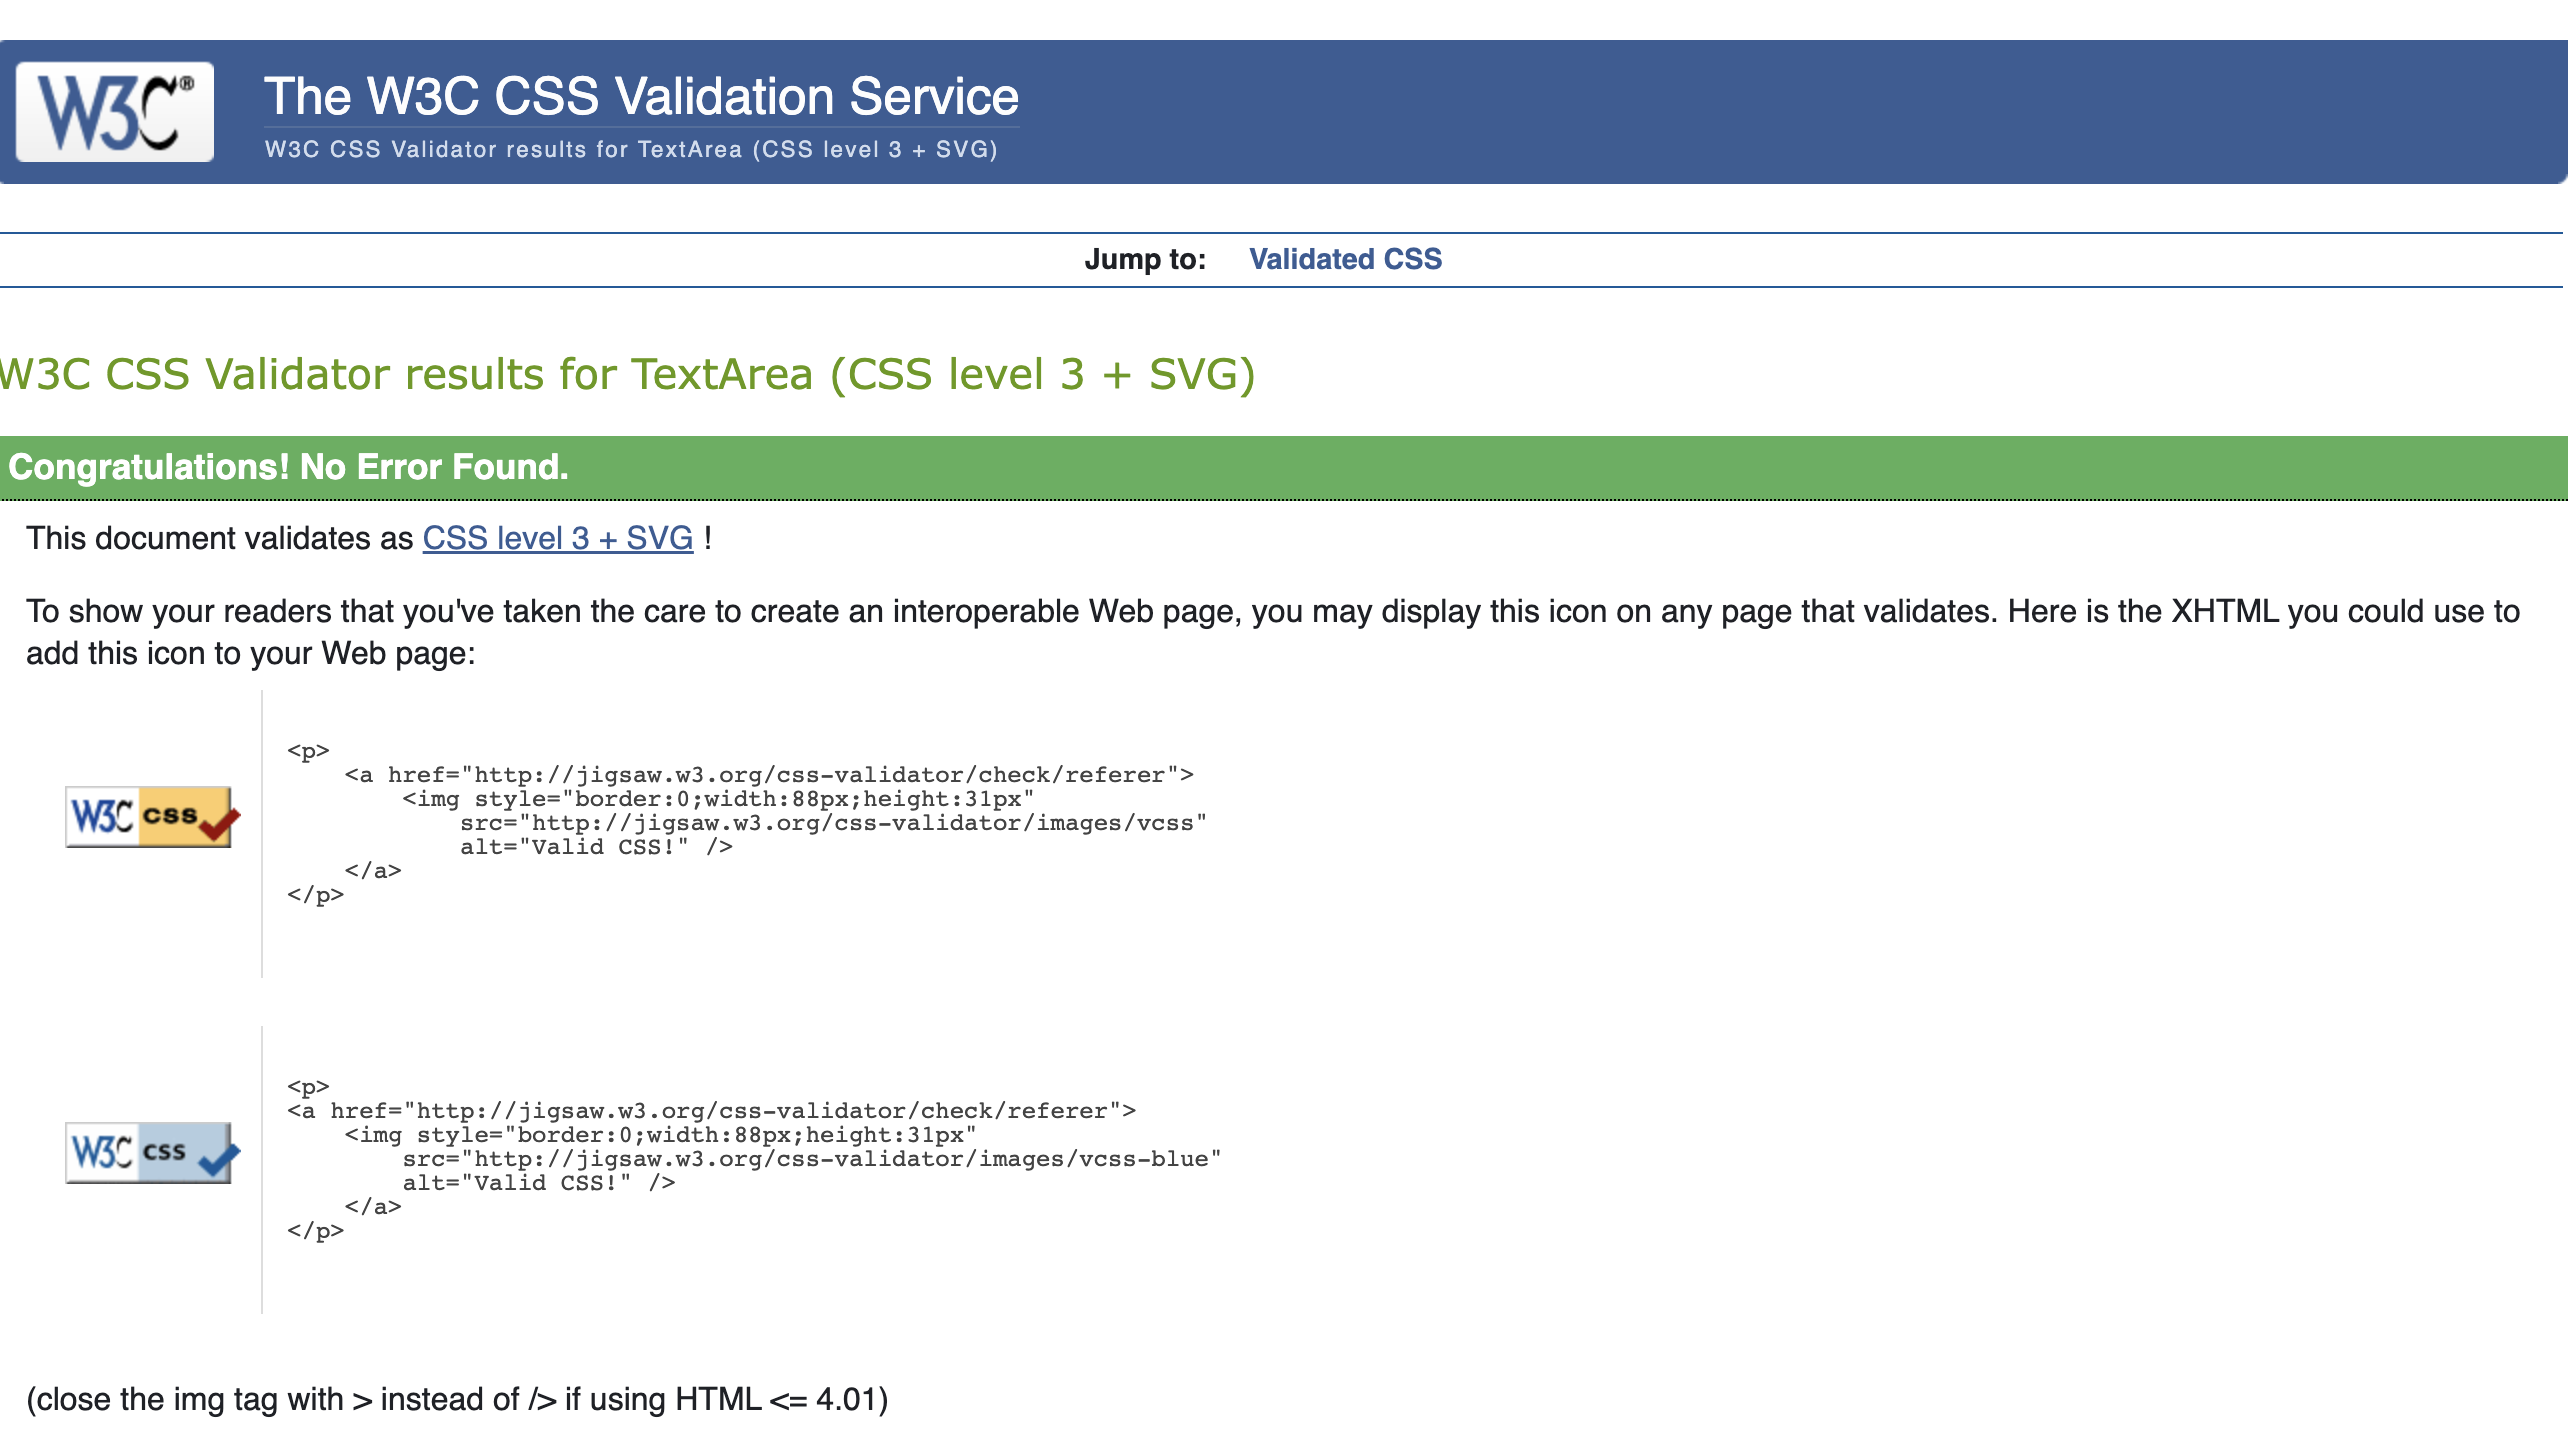 W3C®
The W3C CSS Validation Service
W3C CSS Validator results for TextArea (CSS level 3 + SVG)
Jump to: Validated CSS
W3C CSS Validator results for TextArea (CSS level 3 + SVG)
Congratulations! No Error Found.
This document validates as CSS level 3 + SVG !
To show your readers that you've taken the care to create an interoperable Web page, you may display this icon on any page that validates. Here is the XHTML you could use to
add this icon to your Web page:
W3C css
<p>
    <a href="http://jigsaw.w3.org/css-validator/check/referer">
        <img style="border:0;width:88px;height:31px"
            src="http://jigsaw.w3.org/css-validator/images/vcss"
            alt="Valid CSS!" />
    </a>
</p>
W3C css
<p>
<a href="http://jigsaw.w3.org/css-validator/check/referer">
    <img style="border:0;width:88px;height:31px"
        src="http://jigsaw.w3.org/css-validator/images/vcss-blue"
        alt="Valid CSS!" />
    </a>
</p>
(close the img tag with > instead of /> if using HTML <= 4.01)